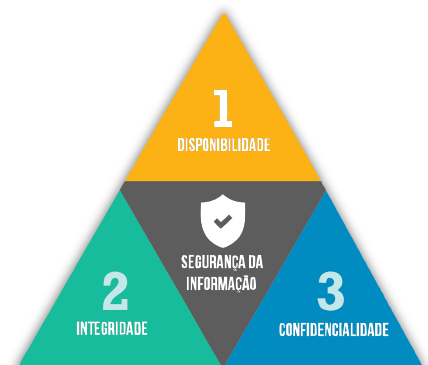 1
DISPONIBILIDADE
SEGURANÇA DA
INFORMAÇÃO
2
INTEGRIDADE
3
CONFIDENCIALIDADE